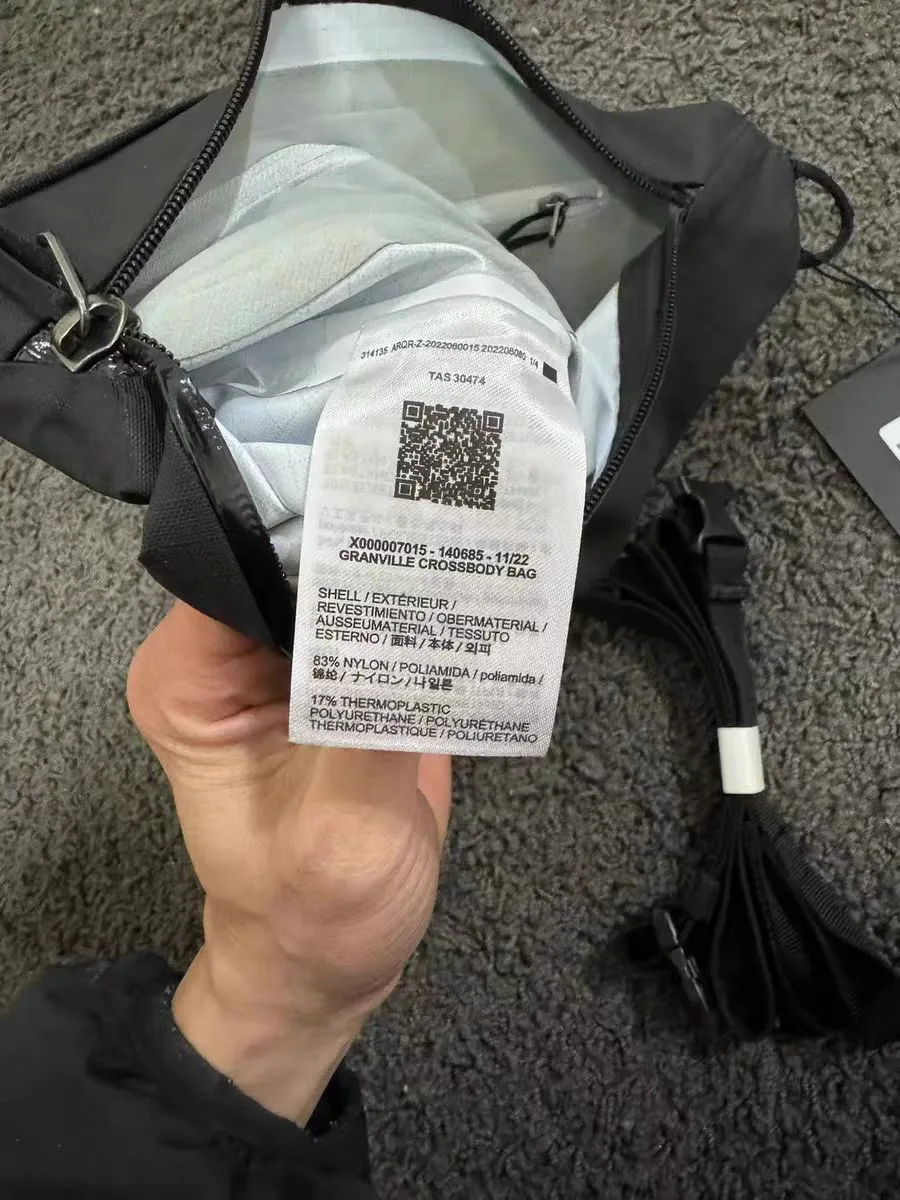 314135 ARQR-Z-2022060015 202208080 1/4
TAS 30474
X000007015 - 140685 - 11/22
GRANVILLE CROSSBODY BAG
SHELL / EXTÉRIEUR /
REVESTIMIENTO / OBERMATERIAL /
AUSSEUMATERIAL / TESSUTO
ESTERNO / 面料 / 本体 / 외피
83% NYLON / POLIAMIDA / poliamida /
锦纶 / ナイロン / 나일론
17% THERMOPLASTIC
POLYURETHANE / POLYURÉTHANE
THERMOPLASTIQUE / POLIURETANO